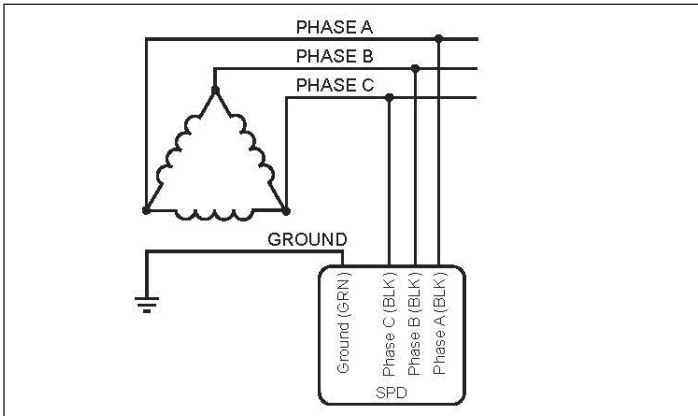 PHASE A
PHASE B
PHASE C
GROUND
Ground (GRN)
Phase C (BLK)
Phase B (BLK)
Phase A (BLK)
SPD